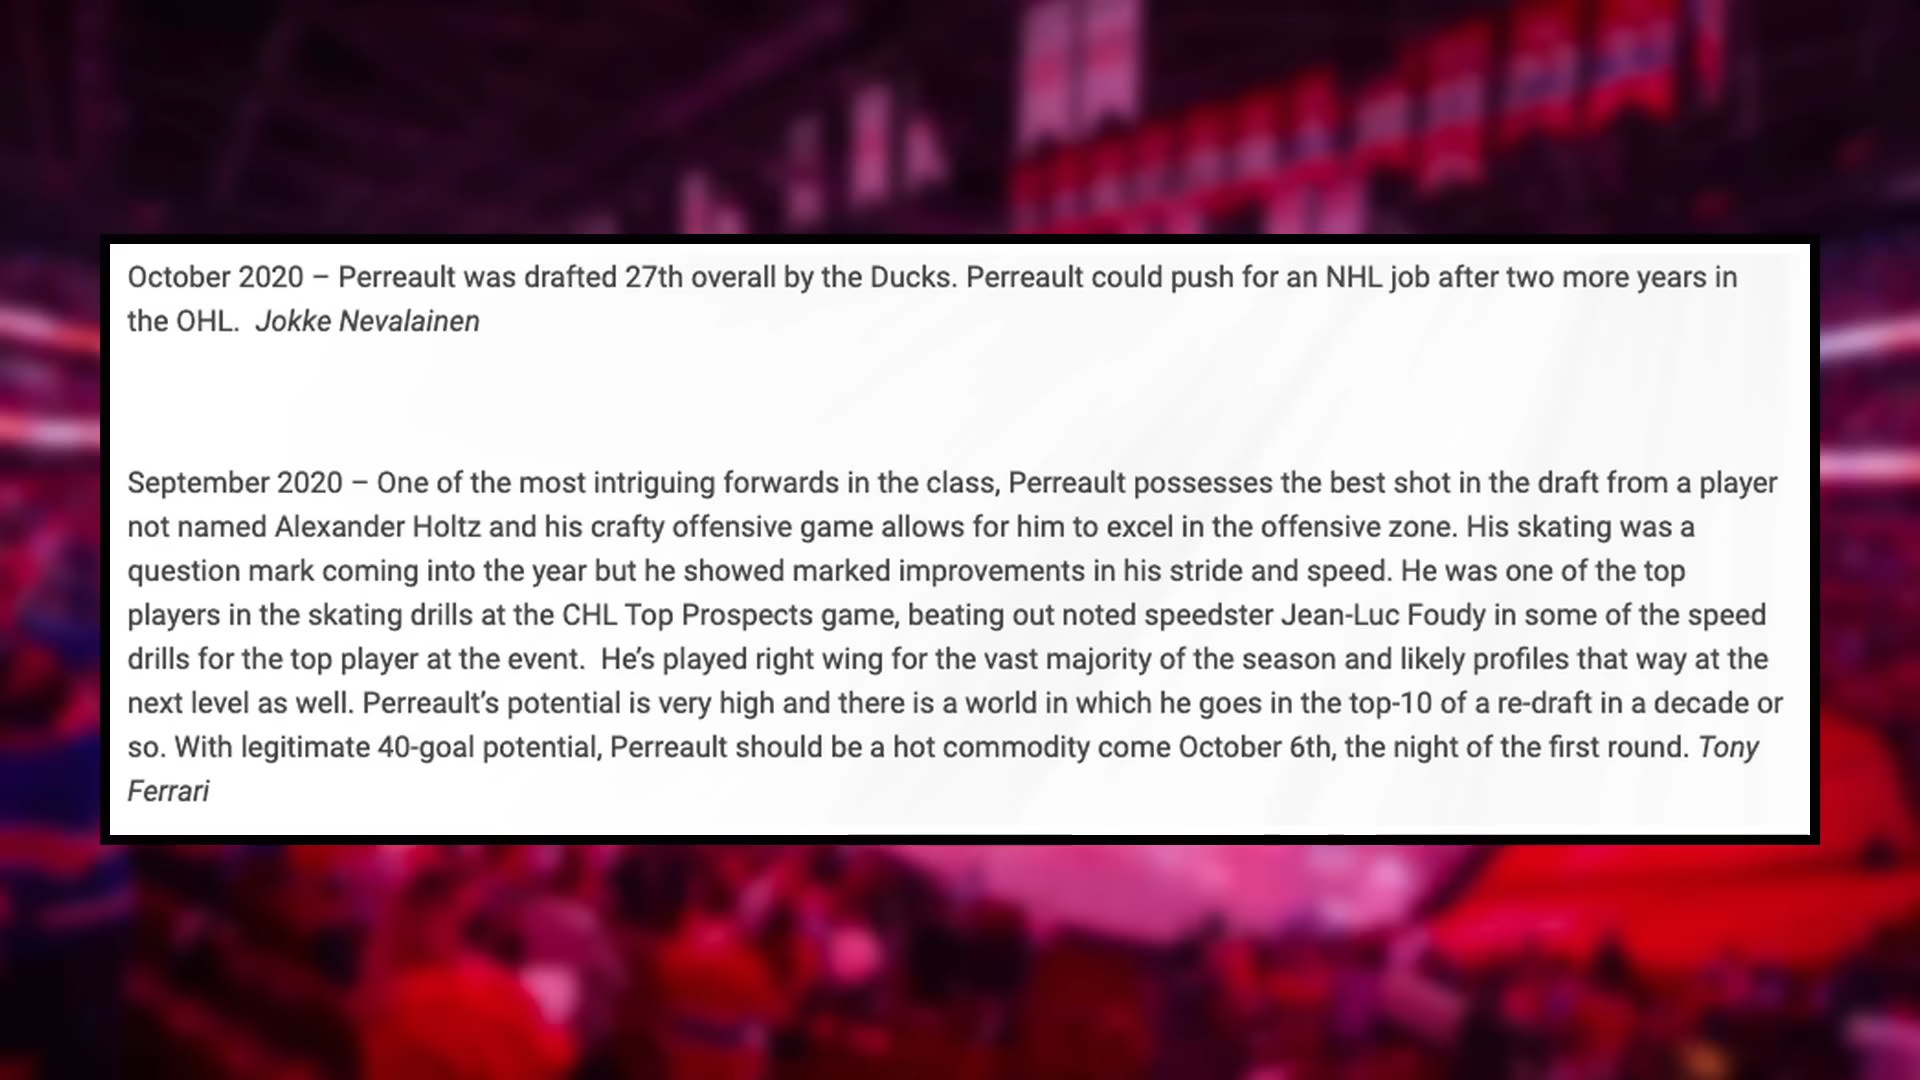 October 2020 – Perreault was drafted 27th overall by the Ducks. Perreault could push for an NHL job after two more years in
the OHL.  Jokke Nevalainen
September 2020 – One of the most intriguing forwards in the class, Perreault possesses the best shot in the draft from a player
not named Alexander Holtz and his crafty offensive game allows for him to excel in the offensive zone. His skating was a
question mark coming into the year but he showed marked improvements in his stride and speed. He was one of the top
players in the skating drills at the CHL Top Prospects game, beating out noted speedster Jean-Luc Foudy in some of the speed
drills for the top player at the event.  He’s played right wing for the vast majority of the season and likely profiles that way at the
next level as well. Perreault’s potential is very high and there is a world in which he goes in the top-10 of a re-draft in a decade or
so. With legitimate 40-goal potential, Perreault should be a hot commodity come October 6th, the night of the first round. Tony
Ferrari